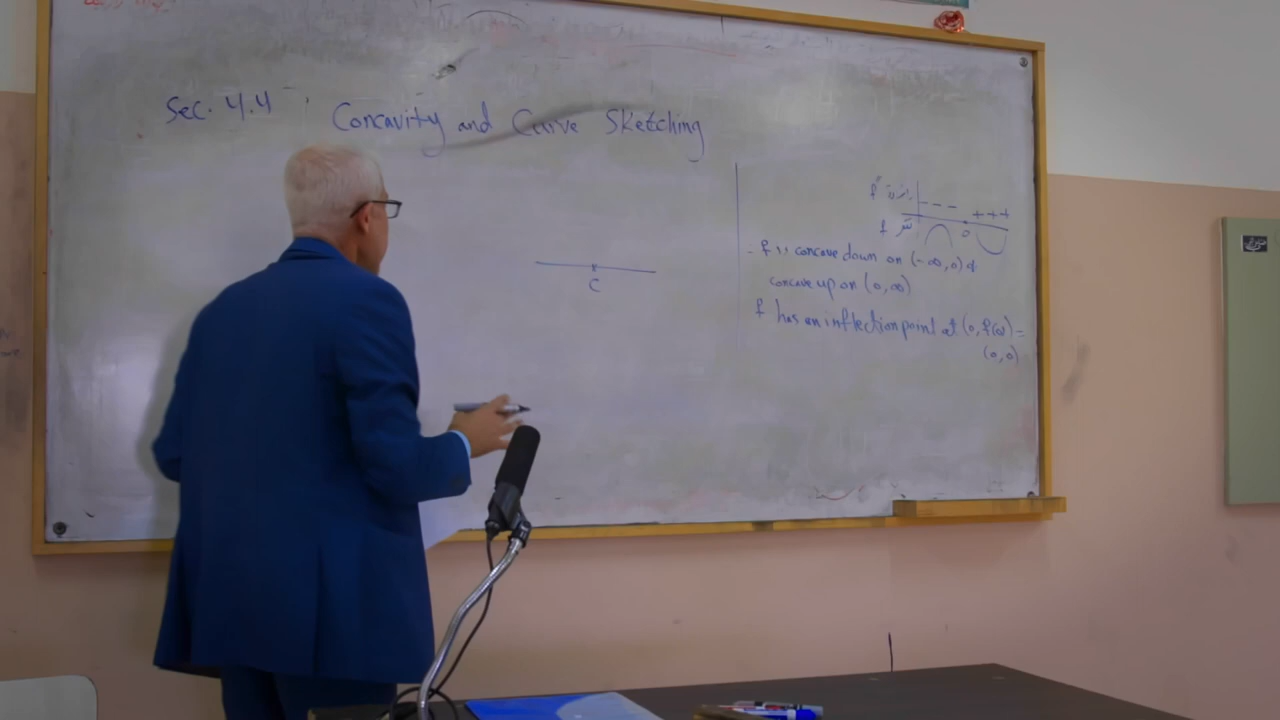 Sec. 4.4 Concavity and Curve Sketching
C
f" إشارة - - - + + +
f 0
f is concave down on (-∞,0) &
concave up on (0,∞)
f has an inflection point at (0, f(0)) =
(0,0)